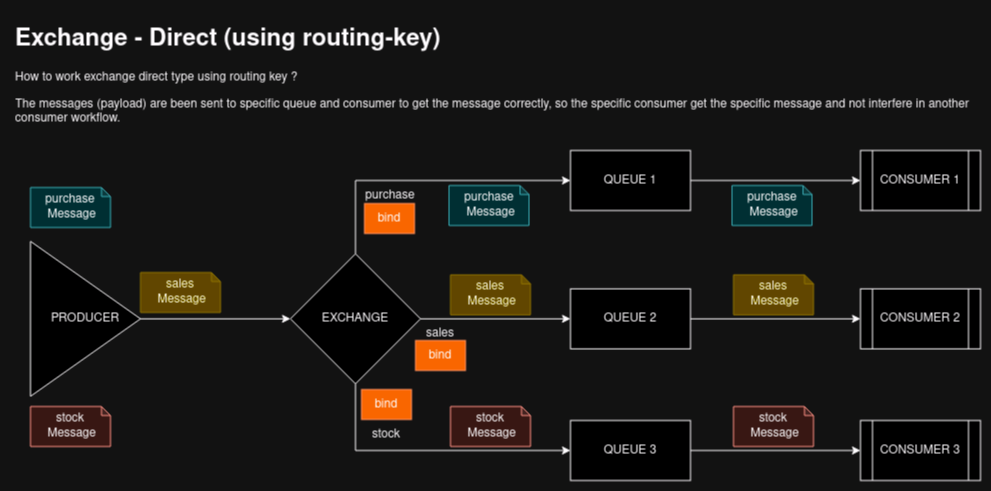 Exchange - Direct (using routing-key)
How to work exchange direct type using routing key ?
The messages (payload) are been sent to specific queue and consumer to get the message correctly, so the specific consumer get the specific message and not interfere in another
consumer workflow.
purchase
Message
purchase
bind
purchase
Message
QUEUE 1
purchase
Message
CONSUMER 1
PRODUCER
sales
Message
EXCHANGE
sales
Message
sales
bind
QUEUE 2
sales
Message
CONSUMER 2
stock
Message
bind
stock
stock
Message
QUEUE 3
stock
Message
CONSUMER 3